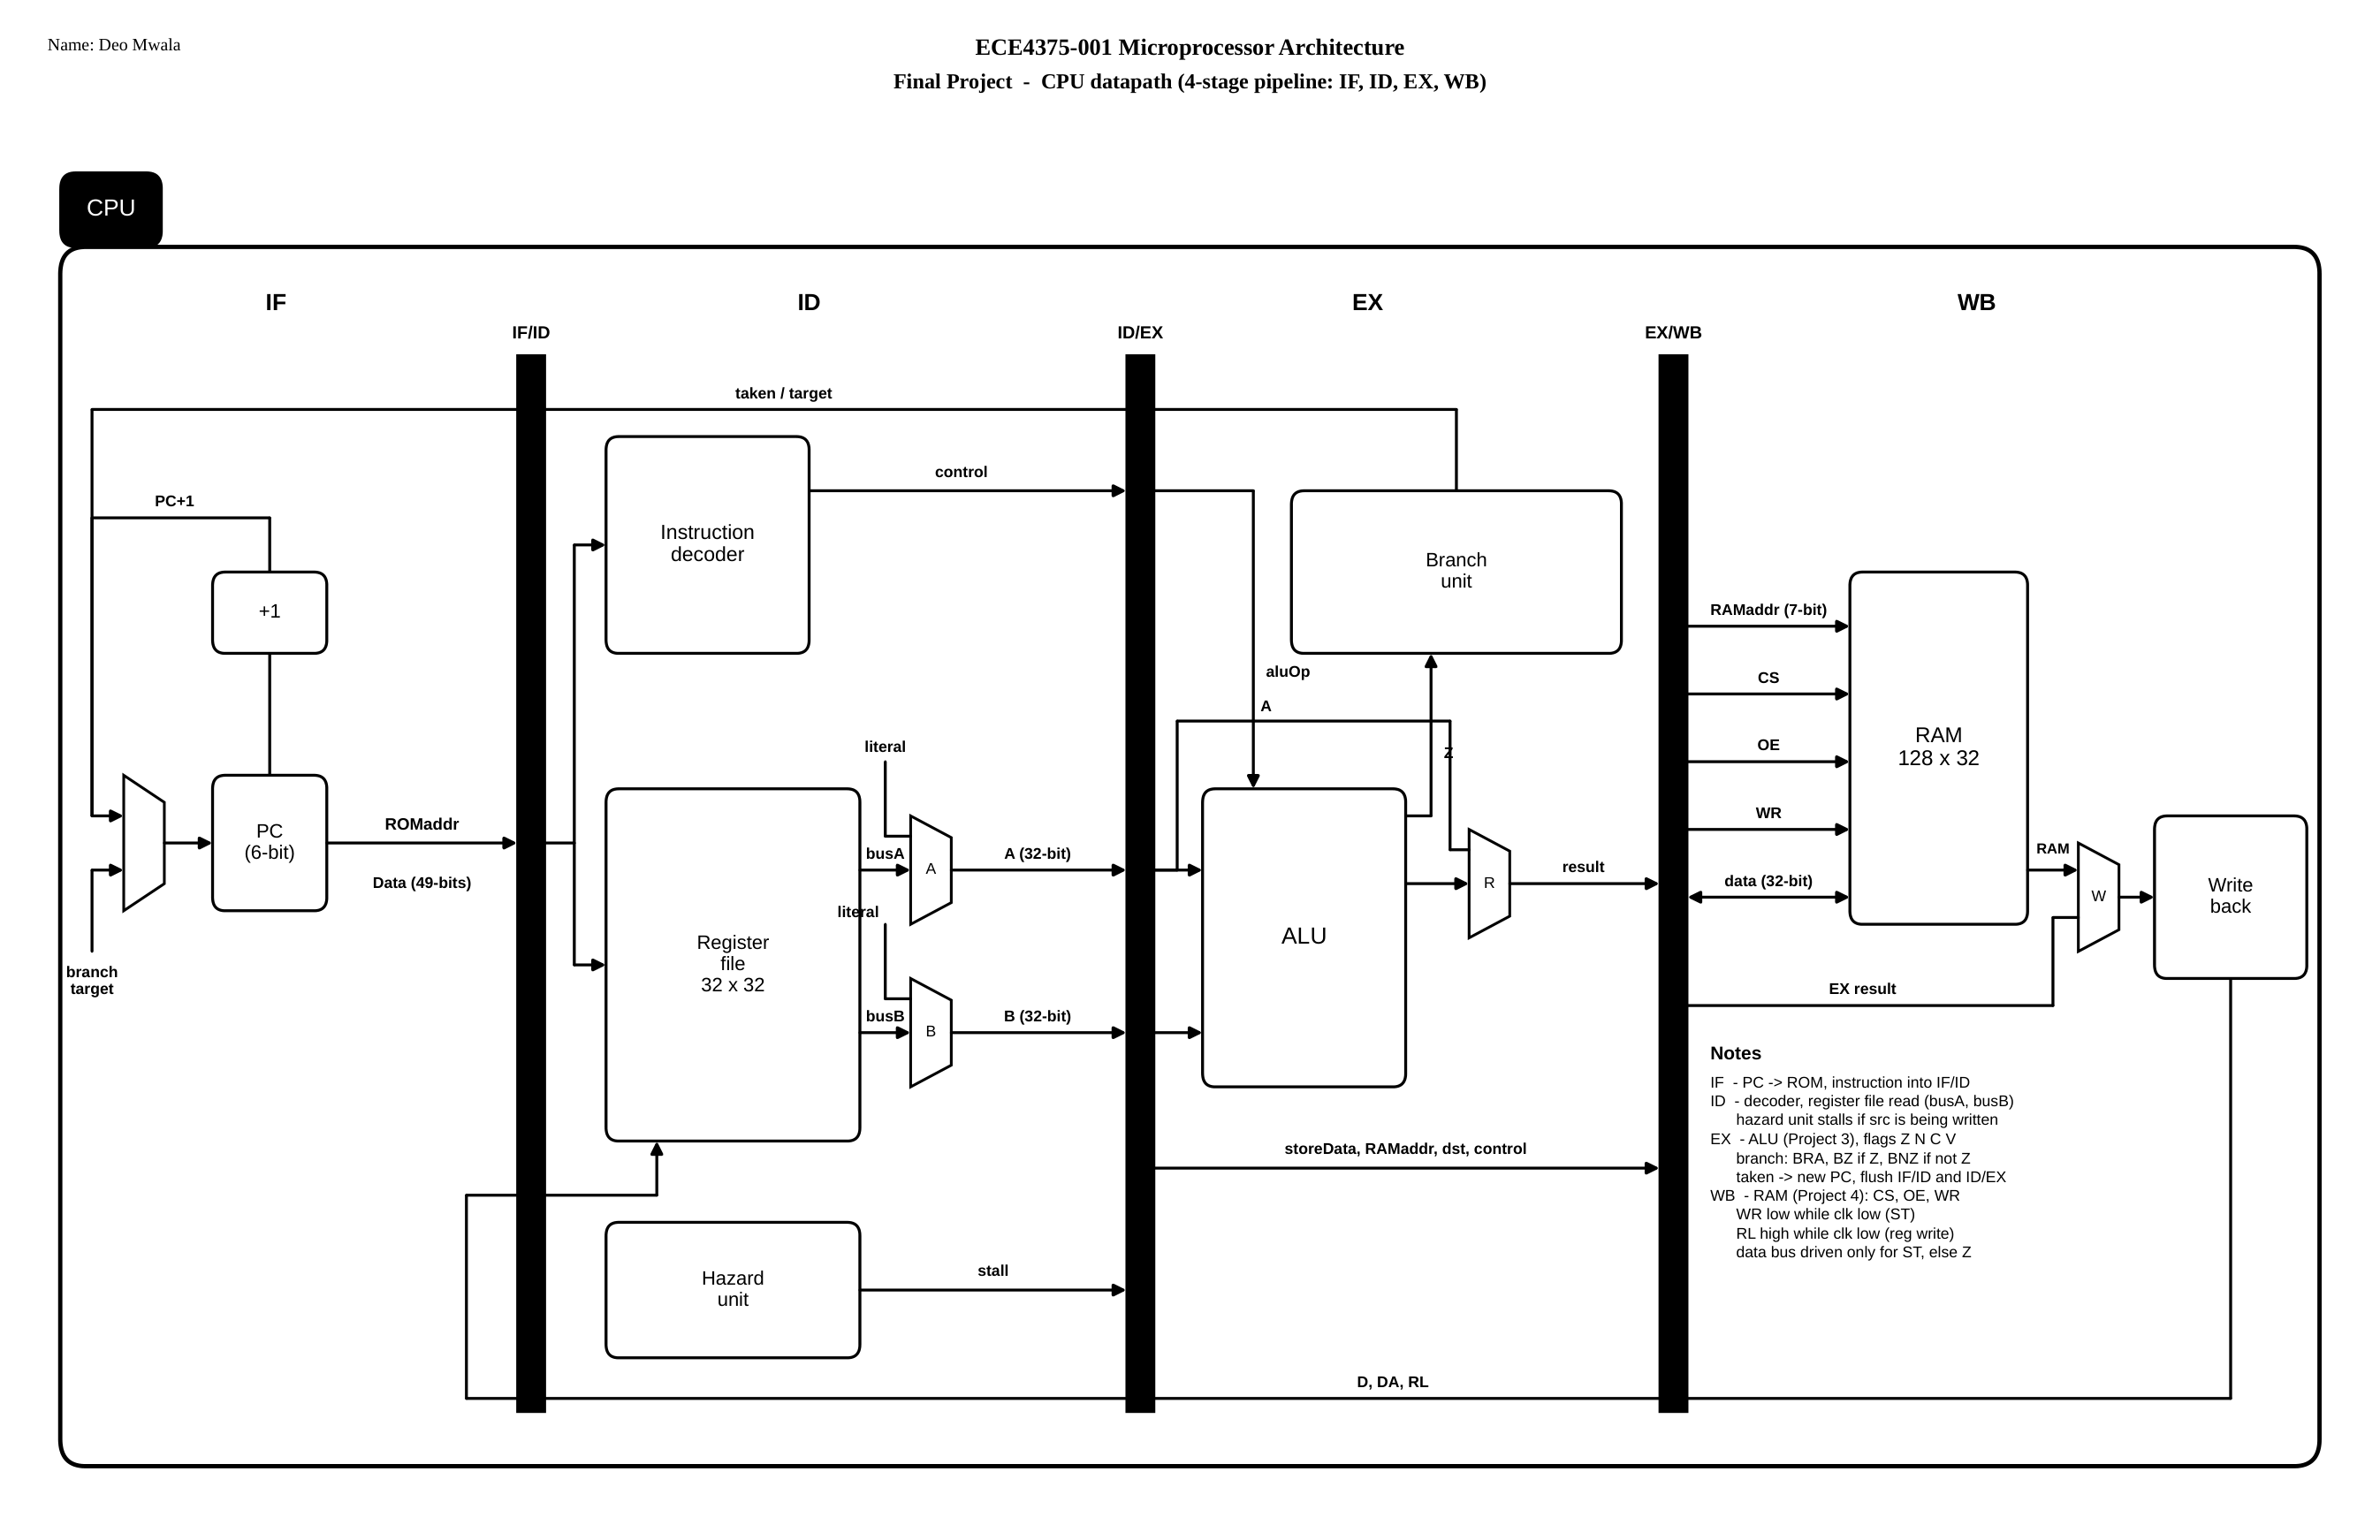 Name: Deo Mwala
ECE4375-001 Microprocessor Architecture
Final Project - CPU datapath (4-stage pipeline: IF, ID, EX, WB)
CPU
IF
ID
EX
WB
IF/ID
ID/EX
EX/WB
taken / target
control
PC+1
Instruction
decoder
Branch
unit
+1
RAMaddr (7-bit)
aluOp
CS
A
literal
Z
OE
RAM
128 x 32
PC
(6-bit)
ROMaddr
Data (49-bits)
busA
A
A (32-bit)
literal
Register
file
32 x 32
busB
B
B (32-bit)
ALU
R
result
WR
data (32-bit)
RAM
W
Write
back
branch
target
EX result
Notes
IF - PC -> ROM, instruction into IF/ID
ID - decoder, register file read (busA, busB)
hazard unit stalls if src is being written
EX - ALU (Project 3), flags Z N C V
branch: BRA, BZ if Z, BNZ if not Z
taken -> new PC, flush IF/ID and ID/EX
WB - RAM (Project 4): CS, OE, WR
WR low while clk low (ST)
RL high while clk low (reg write)
data bus driven only for ST, else Z
storeData, RAMaddr, dst, control
Hazard
unit
stall
D, DA, RL